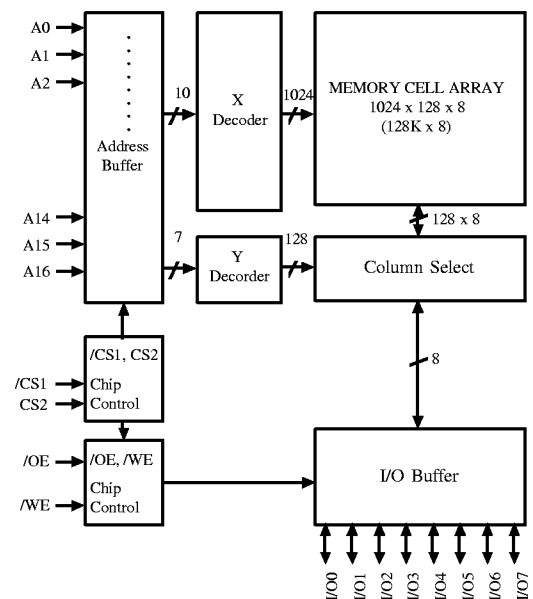 A0
A1
A2
A14
A15
A16
Address
Buffer
10
7
X
Decoder
Y
Decorder
1024
128
MEMORY CELL ARRAY
1024 x 128 x 8
(128K x 8)
128 x 8
Column Select
8
/CS1
CS2
/CS1, CS2
Chip
Control
/OE
/WE
/OE, /WE
Chip
Control
I/O Buffer
I/O0
I/O1
I/O2
I/O3
I/O4
I/O5
I/O6
I/O7